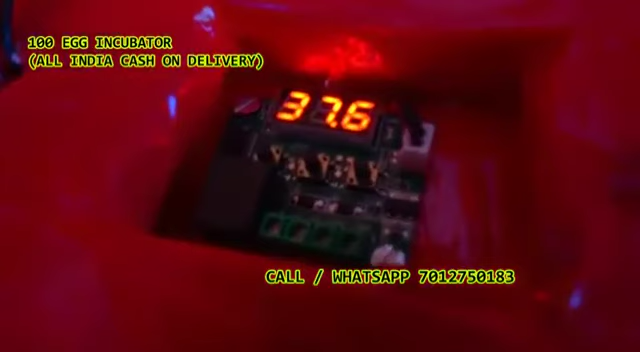 100 EGG INCUBATOR
(ALL INDIA CASH ON DELIVERY)
37.6
CALL / WHATSAPP 7012750183